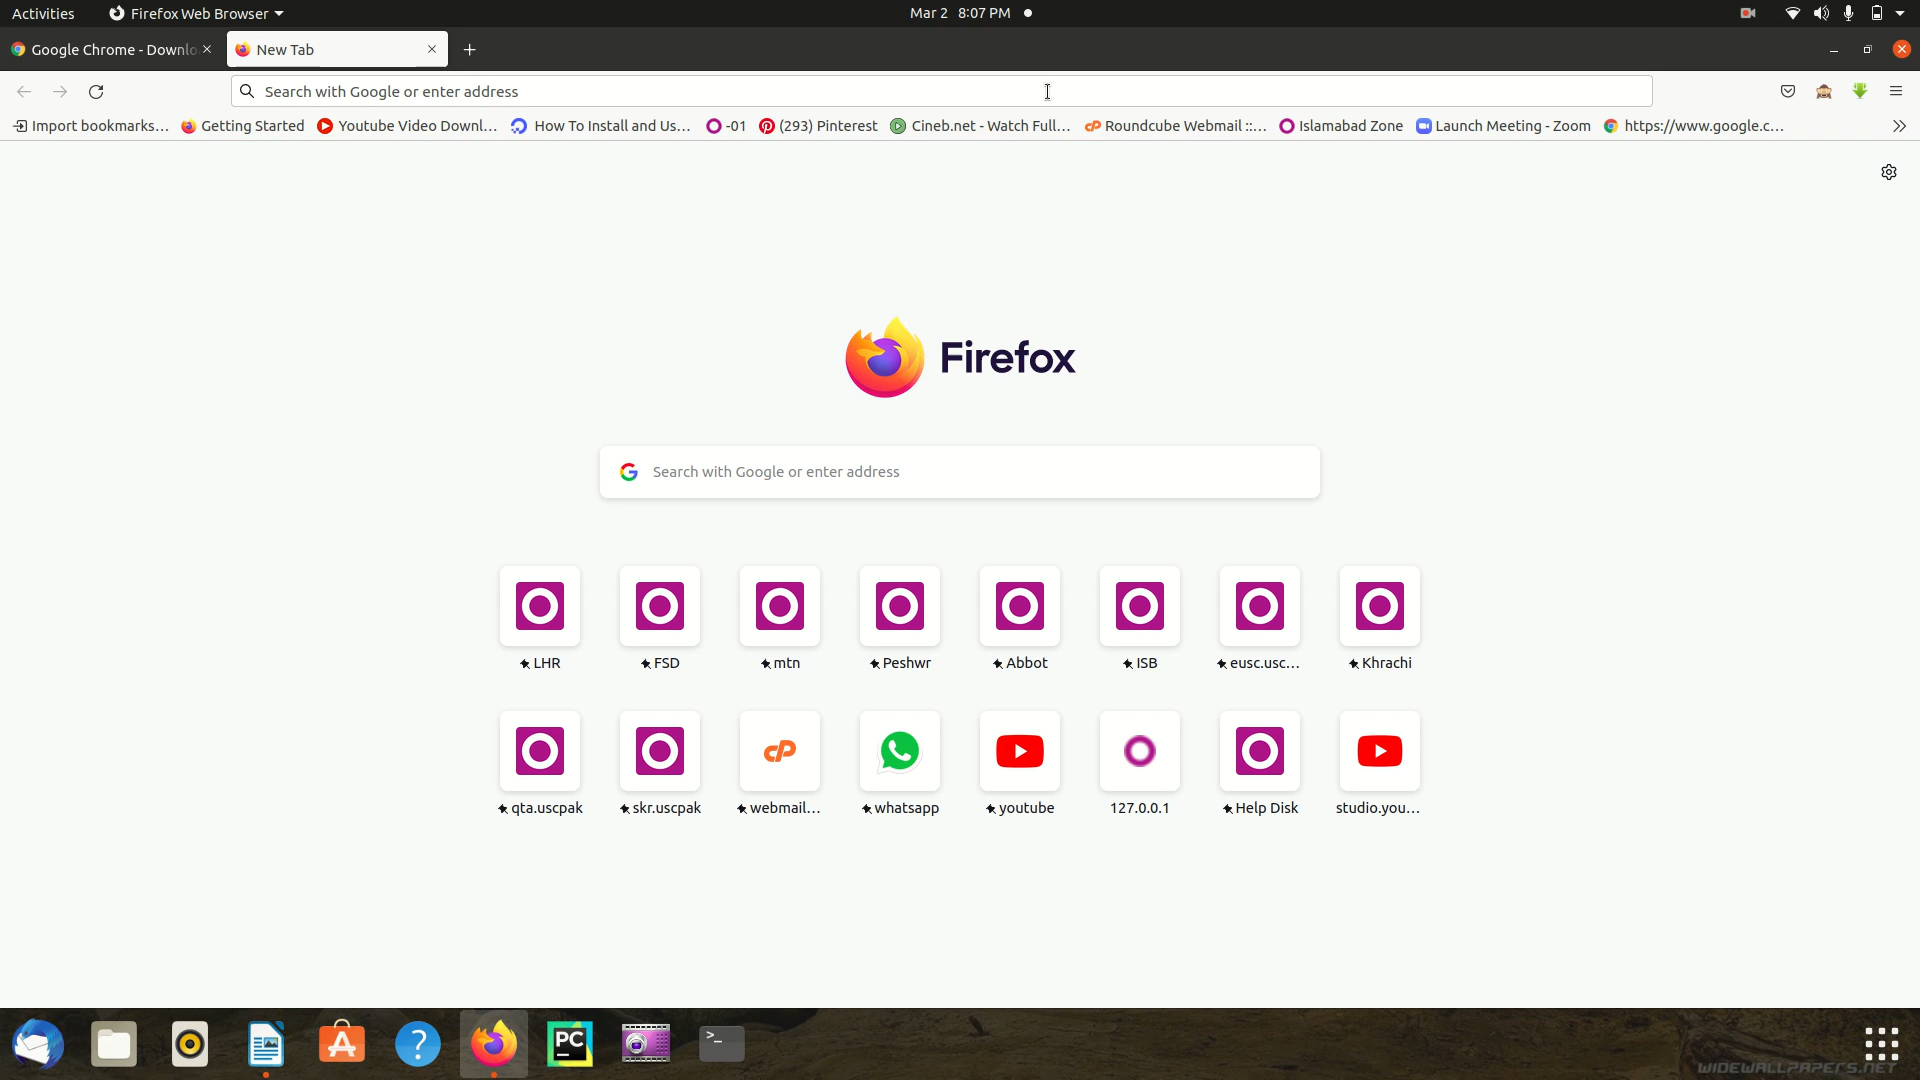 Activities
Firefox Web Browser
Mar 2 8:07 PM
Google Chrome - Downlo
New Tab
Search with Google or enter address
Import bookmarks...
Getting Started
Youtube Video Downl...
How To Install and Us...
-01
(293) Pinterest
Cineb.net - Watch Full...
Roundcube Webmail ::...
Islamabad Zone
Launch Meeting - Zoom
https://www.google.c...
Firefox
Search with Google or enter address
LHR
FSD
mtn
Peshwr
Abbot
ISB
eusc.usc...
Khrachi
qta.uscpak
skr.uscpak
webmail...
whatsapp
youtube
127.0.0.1
Help Disk
studio.you...
PC
WIDEWALLPAPERS.NET